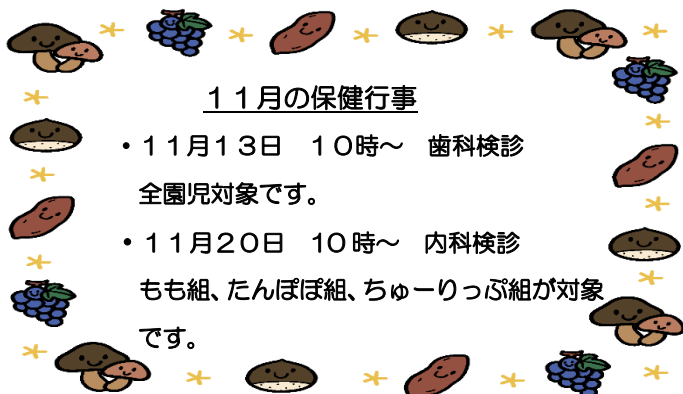 １１月の保健行事
・１１月１３日　１０時～　歯科検診
全園児対象です。
・１１月２０日　10時～　内科検診
もも組、たんぽぽ組、ちゅーりっぷ組が対象
です。